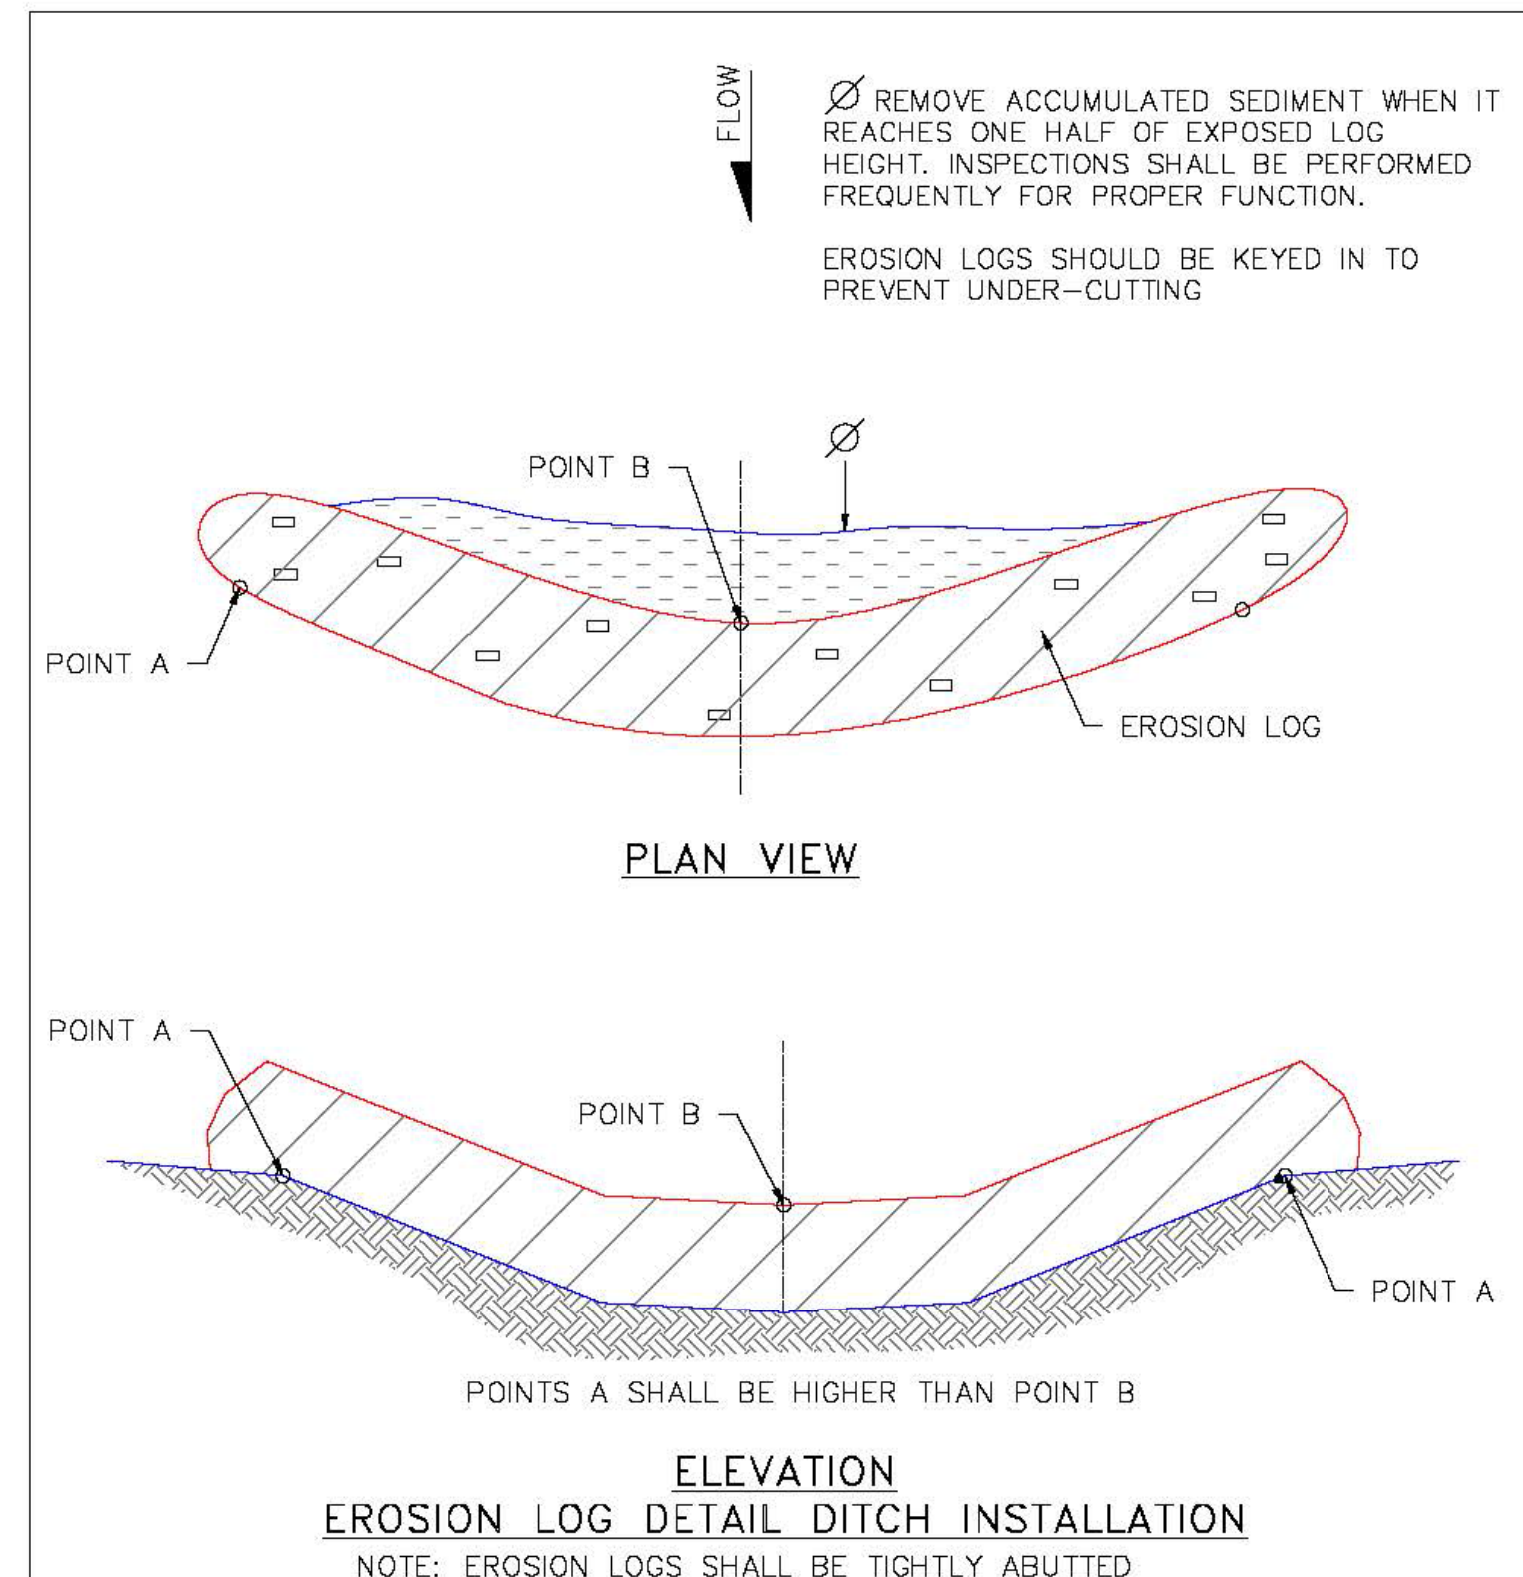 FLOW
Ø REMOVE ACCUMULATED SEDIMENT WHEN IT
REACHES ONE HALF OF EXPOSED LOG
HEIGHT. INSPECTIONS SHALL BE PERFORMED
FREQUENTLY FOR PROPER FUNCTION.
EROSION LOGS SHOULD BE KEYED IN TO
PREVENT UNDER-CUTTING
Ø
POINT B
POINT A
EROSION LOG
PLAN VIEW
POINT A
POINT B
POINT A
POINTS A SHALL BE HIGHER THAN POINT B
ELEVATION
EROSION LOG DETAIL DITCH INSTALLATION
NOTE: EROSION LOGS SHALL BE TIGHTLY ABUTTED